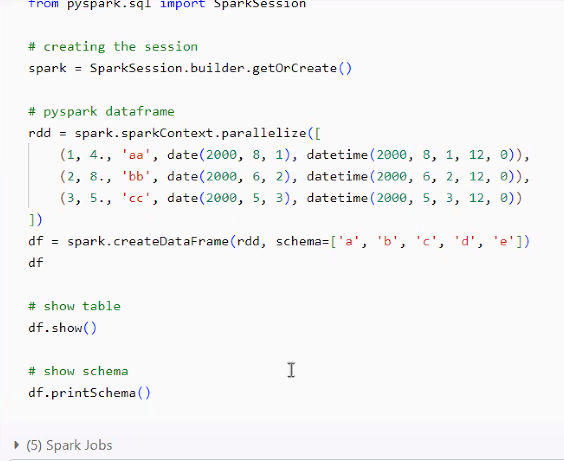 from pyspark.sql import SparkSession
# creating the session
spark = SparkSession.builder.getOrCreate()
# pyspark dataframe
rdd = spark.sparkContext.parallelize([
(1, 4., 'aa', date(2000, 8, 1), datetime(2000, 8, 1, 12, 0)),
(2, 8., 'bb', date(2000, 6, 2), datetime(2000, 6, 2, 12, 0)),
(3, 5., 'cc', date(2000, 5, 3), datetime(2000, 5, 3, 12, 0))
])
df = spark.createDataFrame(rdd, schema=['a', 'b', 'c', 'd', 'e'])
df
# show table
df.show()
# show schema
df.printSchema()
(5) Spark Jobs